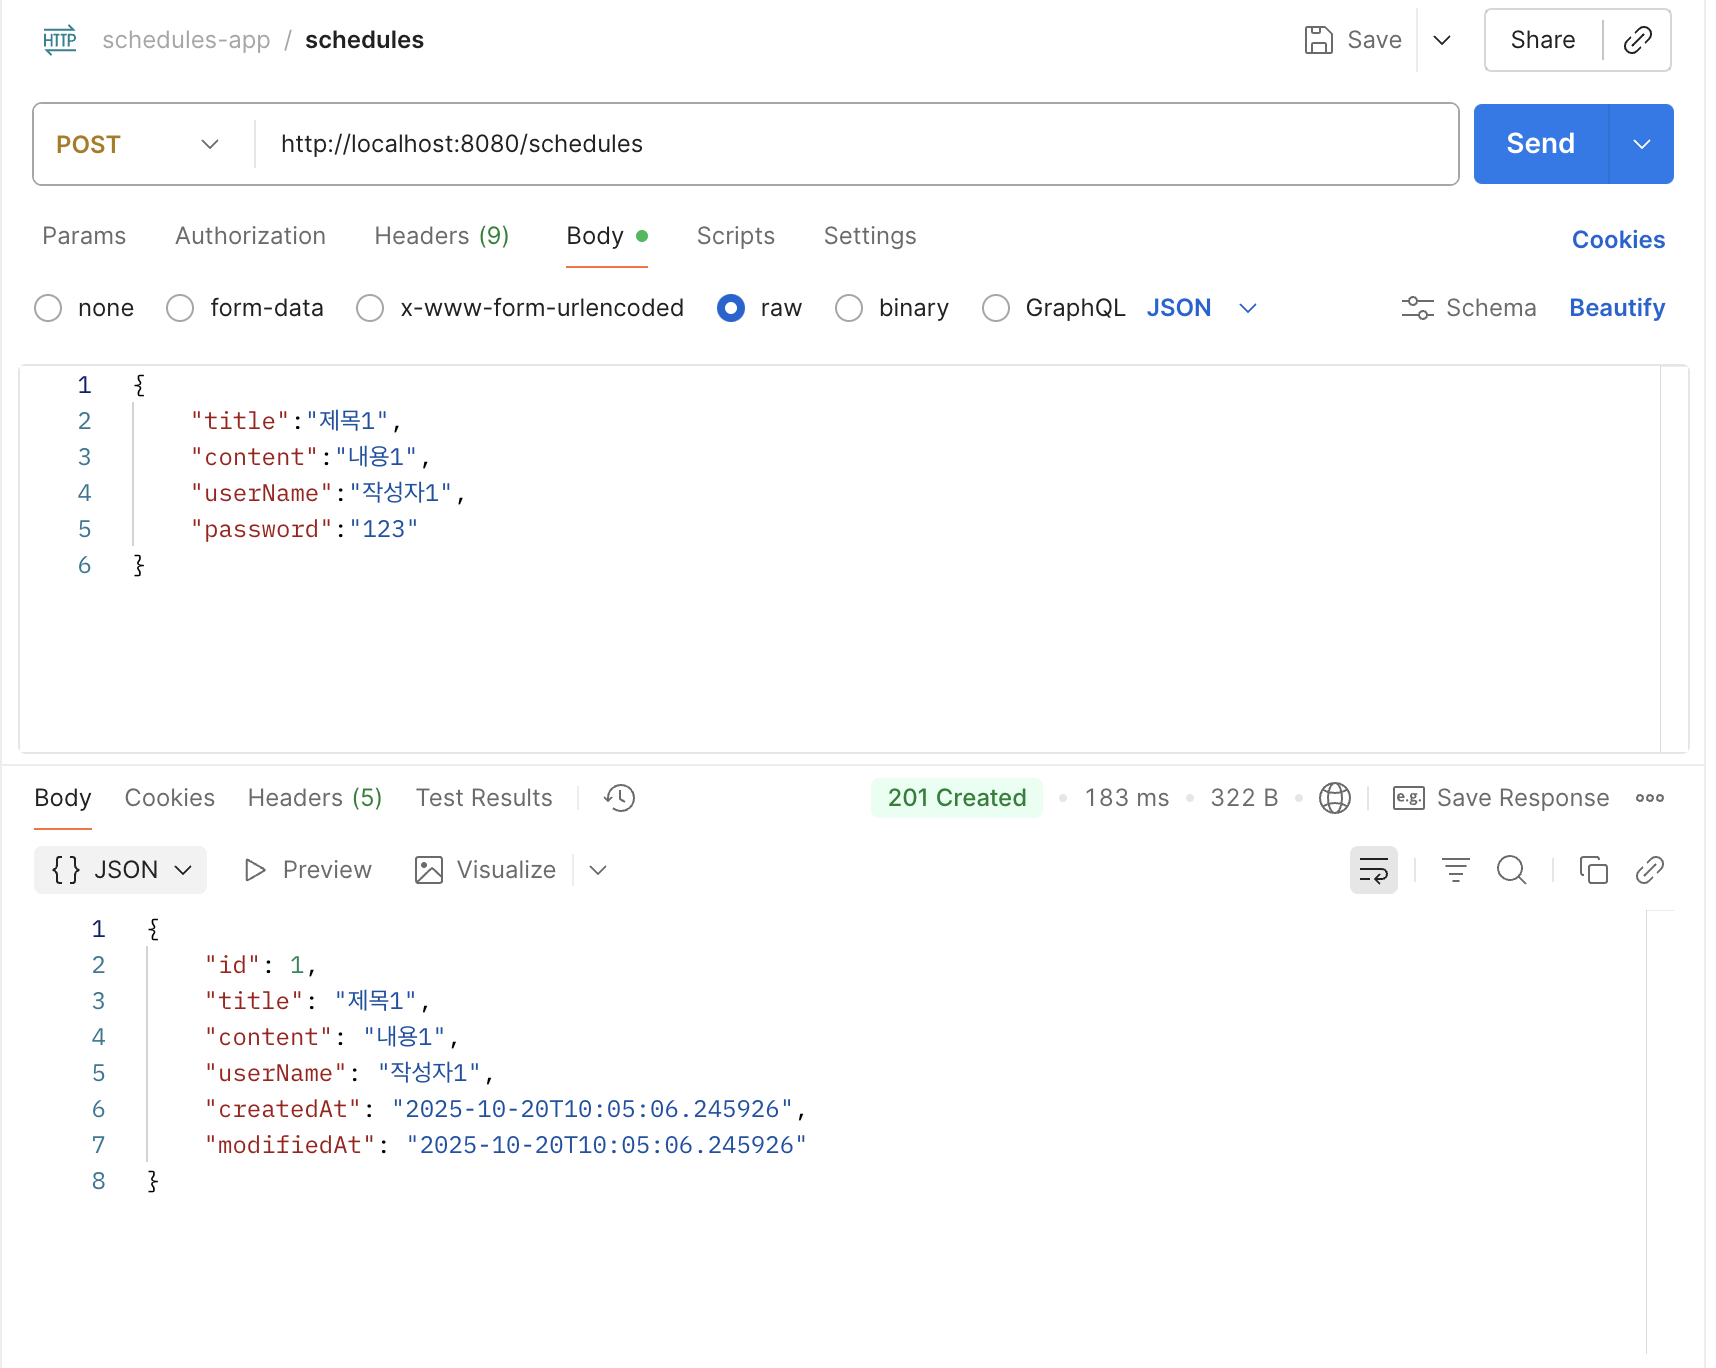 HTTP schedules-app / schedules Save Share
POST http://localhost:8080/schedules Send
Params Authorization Headers (9) Body Scripts Settings Cookies
none form-data x-www-form-urlencoded raw binary GraphQL JSON Schema Beautify
1 {
2 "title":"제목1",
3 "content":"내용1",
4 "userName":"작성자1",
5 "password":"123"
6 }
Body Cookies Headers (5) Test Results 201 Created 183 ms 322 B e.g. Save Response
{} JSON Preview Visualize
1 {
2 "id": 1,
3 "title": "제목1",
4 "content": "내용1",
5 "userName": "작성자1",
6 "createdAt": "2025-10-20T10:05:06.245926",
7 "modifiedAt": "2025-10-20T10:05:06.245926"
8 }